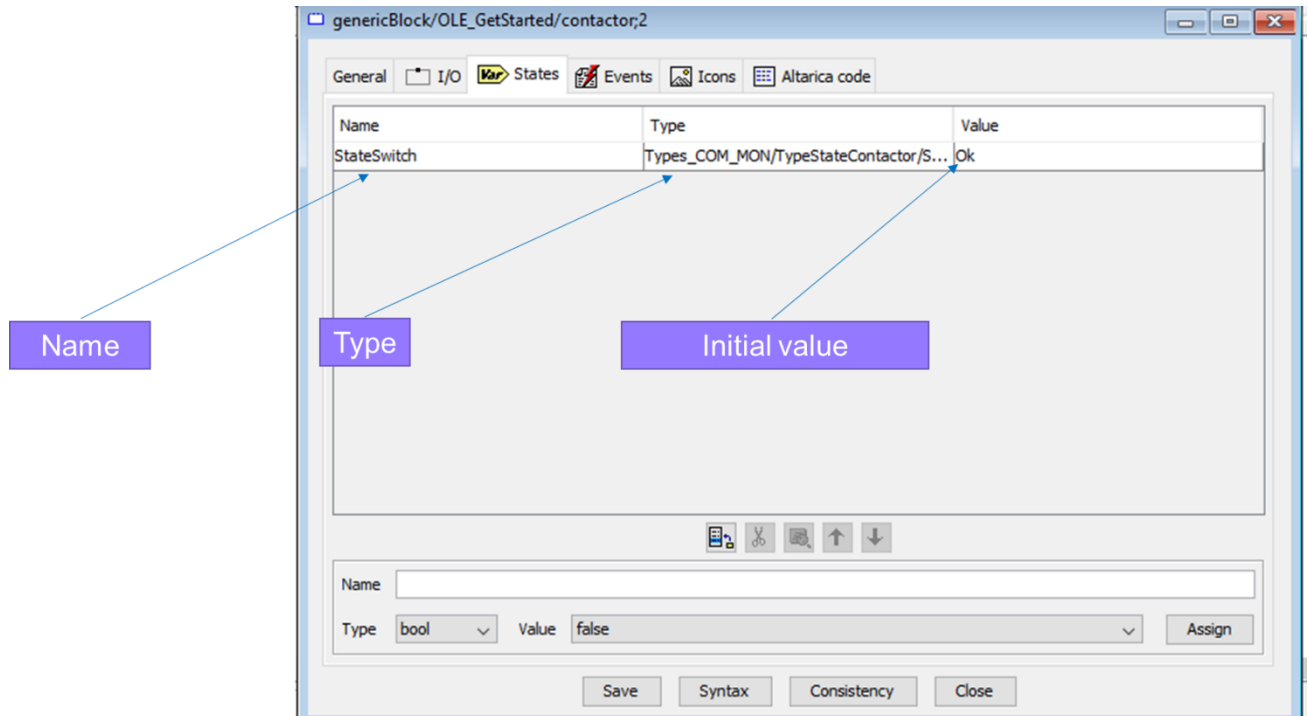 genericBlock/OLE_GetStarted/contactor;2
General I/O Var States Events Icons Altarica code
Name Type Value
StateSwitch Types_COM_MON/TypeStateContactor/S... Ok
Name Type Initial value
Name
Type bool Value false Assign
Save Syntax Consistency Close